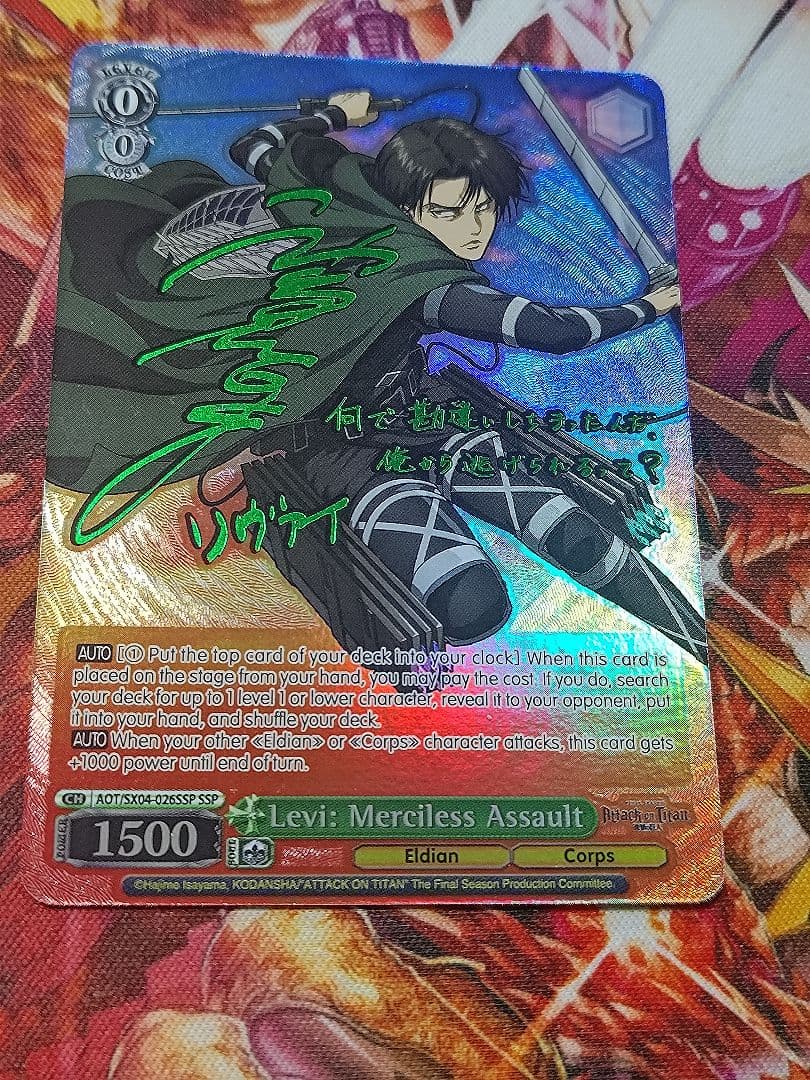 LEVEL
0
0
COST
何で勘違いしちゃったんだ、
俺から逃げられるって?
リヴァイ
AUTO [① Put the top card of your deck into your clock] When this card is
placed on the stage from your hand, you may pay the cost. If you do, search
your deck for up to 1 level 1 or lower character, reveal it to your opponent, put
it into your hand, and shuffle your deck.
AUTO When your other «Eldian» or «Corps» character attacks, this card gets
+1000 power until end of turn.
CH AOT/SX04-026SSP SSP
POWER 1500
Levi: Merciless Assault
Attack on Titan
Eldian Corps
©Hajime Isayama, KODANSHA/"ATTACK ON TITAN" The Final Season Production Committee.